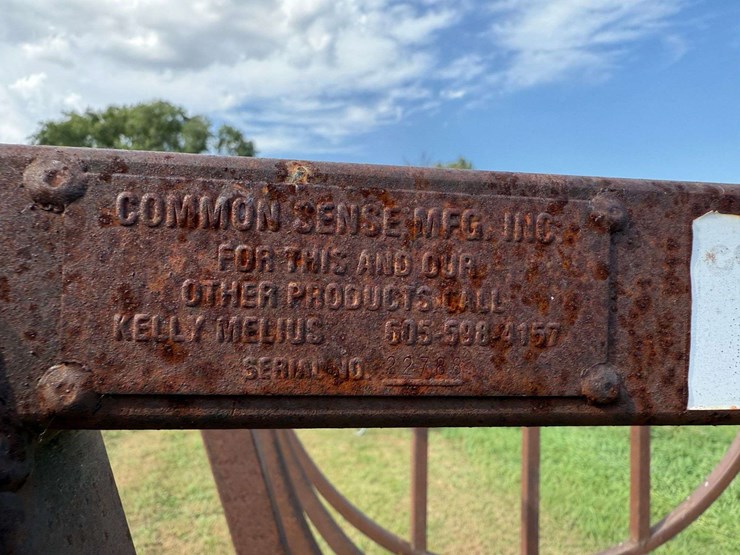 COMMON SENSE MFG. INC
FOR THIS AND OUR
OTHER PRODUCTS CALL
KELLY MELIUS 605-598-4157
SERIAL NO.